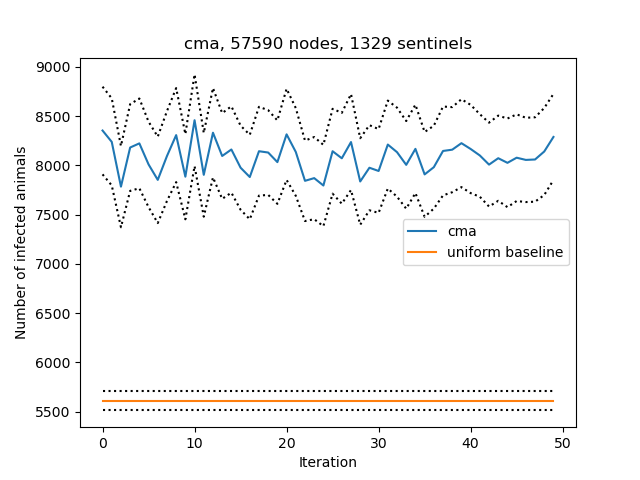 cma, 57590 nodes, 1329 sentinels
Number of infected animals
9000
8500
8000
7500
7000
6500
6000
5500
cma
uniform baseline
0 10 20 30 40 50
Iteration